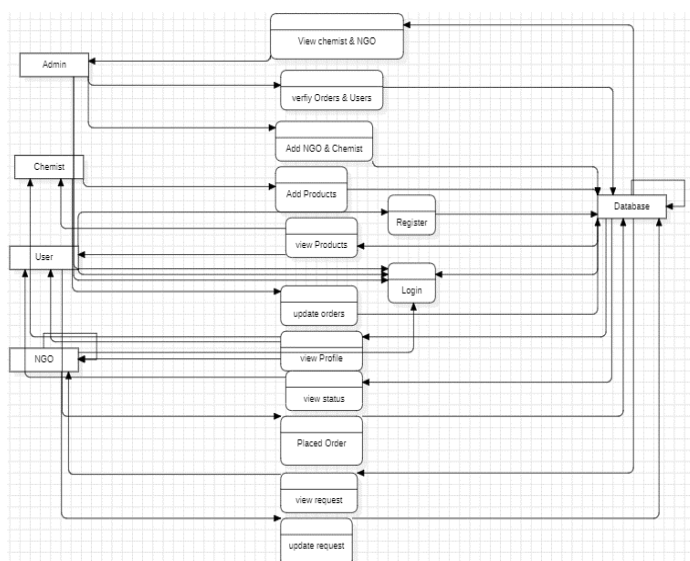 View chemist & NGO
Admin
verfiy Orders & Users
Add NGO & Chemist
Chemist
Add Products
Database
Register
view Products
User
Login
update orders
NGO
view Profile
view status
Placed Order
view request
update request